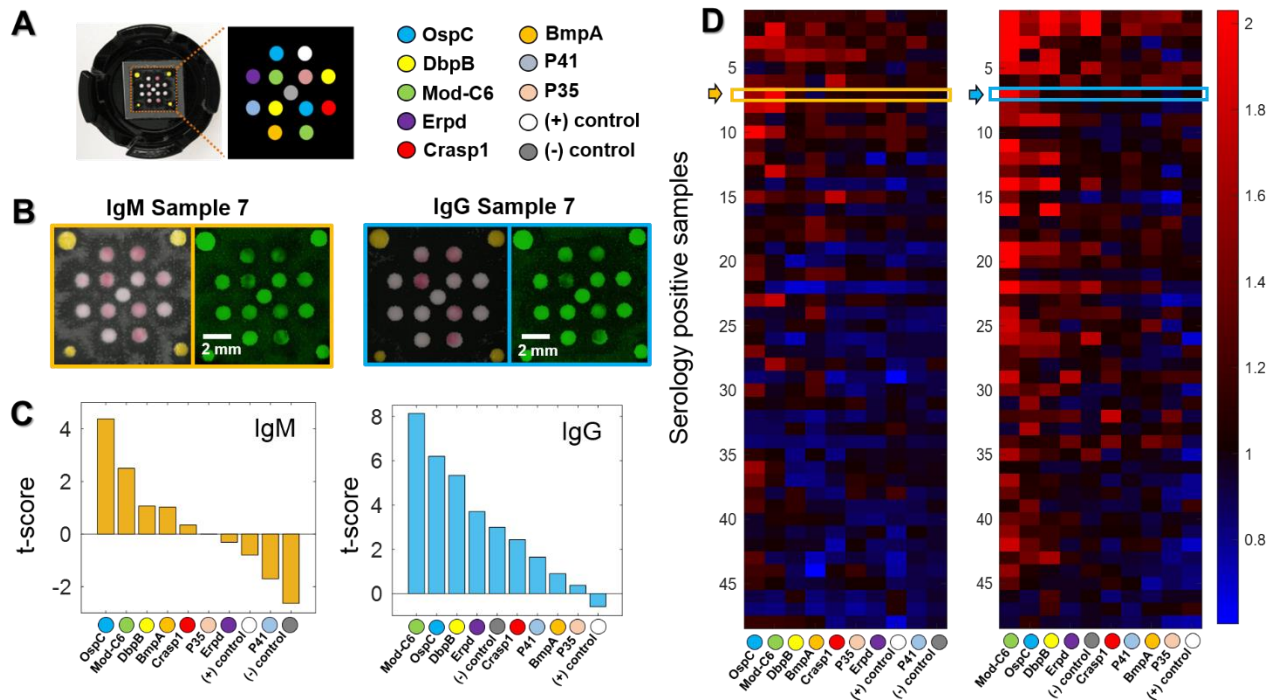 A
OspC
DbpB
Mod-C6
Erpd
Crasp1
BmpA
P41
P35
(+) control
(-) control
B
IgM Sample 7
IgG Sample 7
2 mm
2 mm
C
t-score
4
2
0
-2
IgM
OspC
Mod-C6
DbpB
BmpA
Crasp1
P35
Erpd
(+) control
P41
(-) control
t-score
8
6
4
2
0
IgG
Mod-C6
OspC
DbpB
Erpd
(-) control
Crasp1
P41
BmpA
P35
(+) control
D
Serology positive samples
5
10
15
20
25
30
35
40
45
OspC
Mod-C6
DbpB
BmpA
Crasp1
P35
Erpd
(+) control
P41
(-) control
5
10
15
20
25
30
35
40
45
Mod-C6
OspC
DbpB
Erpd
(-) control
Crasp1
P41
BmpA
P35
(+) control
2
1.8
1.6
1.4
1.2
1
0.8